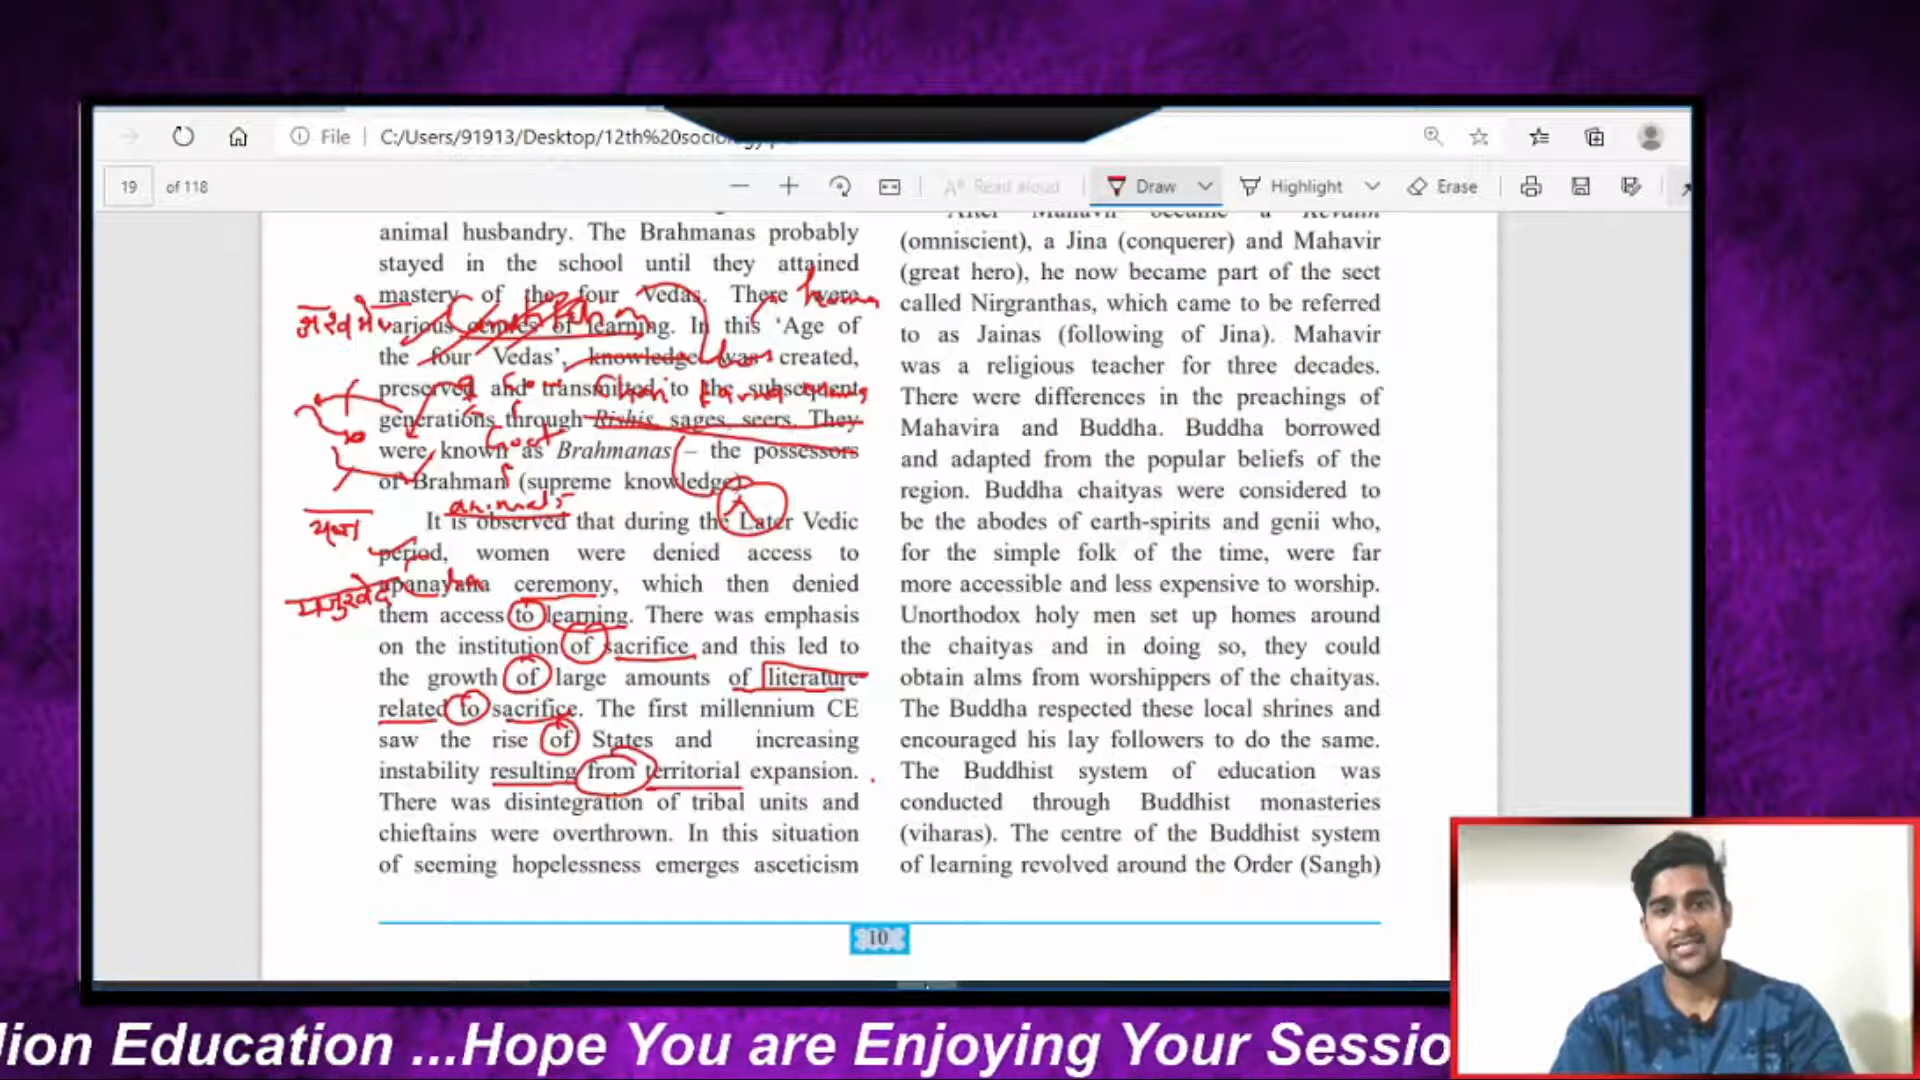 File
C:/Users/91913/Desktop/12th%20sociology.p
19 of 118
Read aloud
Draw
Highlight
Erase
animal husbandry. The Brahmanas probably
stayed in the school until they attained
mastery of the four Vedas. There were
various centres of learning. In this ‘Age of
the four Vedas’, knowledge was created,
preserved and transmitted to the subsequent
generations through Rishis, sages, seers. They
were known as Brahmanas – the possessors
of Brahman (supreme knowledge).
It is observed that during the Later Vedic
period, women were denied access to
upanayana ceremony, which then denied
them access to learning. There was emphasis
on the institution of sacrifice and this led to
the growth of large amounts of literature
related to sacrifice. The first millennium CE
saw the rise of States and increasing
instability resulting from territorial expansion.
There was disintegration of tribal units and
chieftains were overthrown. In this situation
of seeming hopelessness emerges asceticism
After Mahavir became a Kevalin
(omniscient), a Jina (conquerer) and Mahavir
(great hero), he now became part of the sect
called Nirgranthas, which came to be referred
to as Jainas (following of Jina). Mahavir
was a religious teacher for three decades.
There were differences in the preachings of
Mahavira and Buddha. Buddha borrowed
and adapted from the popular beliefs of the
region. Buddha chaityas were considered to
be the abodes of earth-spirits and genii who,
for the simple folk of the time, were far
more accessible and less expensive to worship.
Unorthodox holy men set up homes around
the chaityas and in doing so, they could
obtain alms from worshippers of the chaityas.
The Buddha respected these local shrines and
encouraged his lay followers to do the same.
The Buddhist system of education was
conducted through Buddhist monasteries
(viharas). The centre of the Buddhist system
of learning revolved around the Order (Sangh)
Goat
animals
10
ion Education ...Hope You are Enjoying Your Sessio